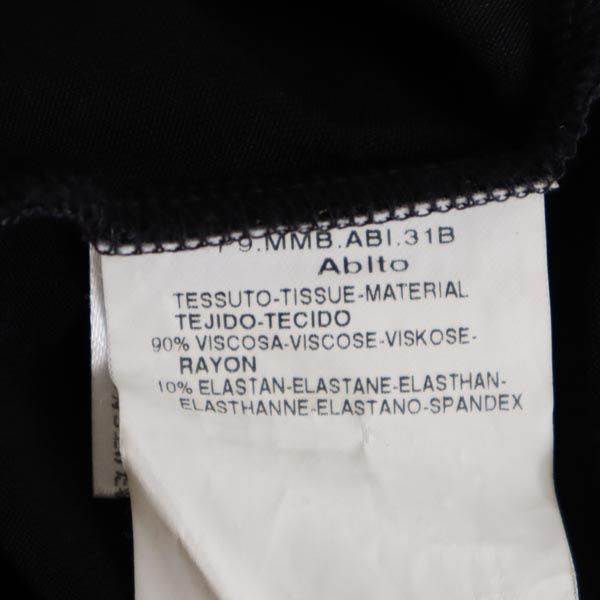 P9.MMB.ABI.31B
Abito
TESSUTO-TISSUE-MATERIAL
TEJIDO-TECIDO
90% VISCOSA-VISCOSE-VISKOSE-
RAYON
10% ELASTAN-ELASTANE-ELASTHAN-
ELASTHANNE-ELASTANO-SPANDEX